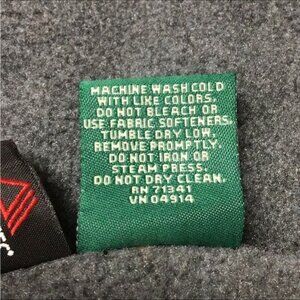 MACHINE WASH COLD
WITH LIKE COLORS.
DO NOT BLEACH OR
USE FABRIC SOFTENERS.
TUMBLE DRY LOW,
REMOVE PROMPTLY.
DO NOT IRON OR
STEAM PRESS.
DO NOT DRY CLEAN.
RN 71341
VN 04914